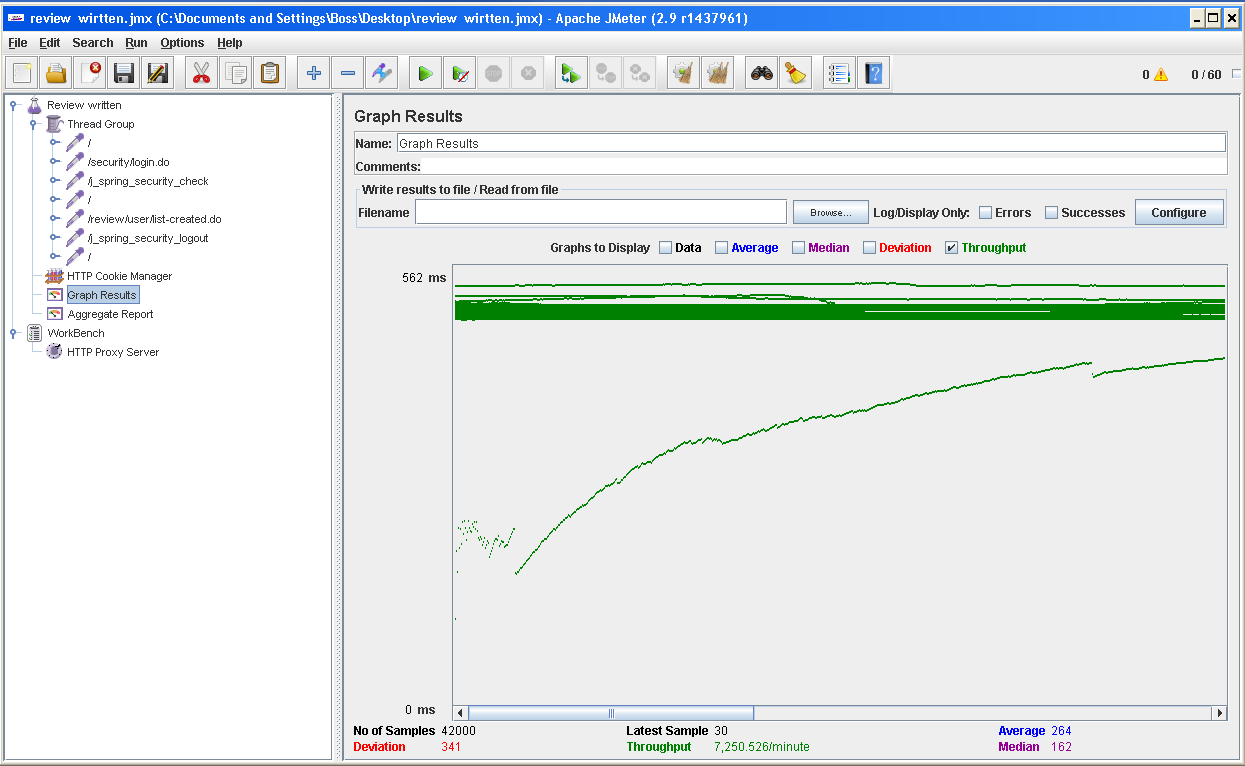 review wirtten.jmx (C:\Documents and Settings\Boss\Desktop\review wirtten.jmx) - Apache JMeter (2.9 r1437961)
File Edit Search Run Options Help
0 0 / 60
Review written
Thread Group
/
/security/login.do
/j_spring_security_check
/
/review/user/list-created.do
/j_spring_security_logout
/
HTTP Cookie Manager
Graph Results
Aggregate Report
WorkBench
HTTP Proxy Server
Graph Results
Name: Graph Results
Comments:
Write results to file / Read from file
Filename Browse... Log/Display Only: Errors Successes Configure
Graphs to Display Data Average Median Deviation Throughput
562 ms
0 ms
No of Samples 42000 Latest Sample 30 Average 264
Deviation 341 Throughput 7,250.526/minute Median 162